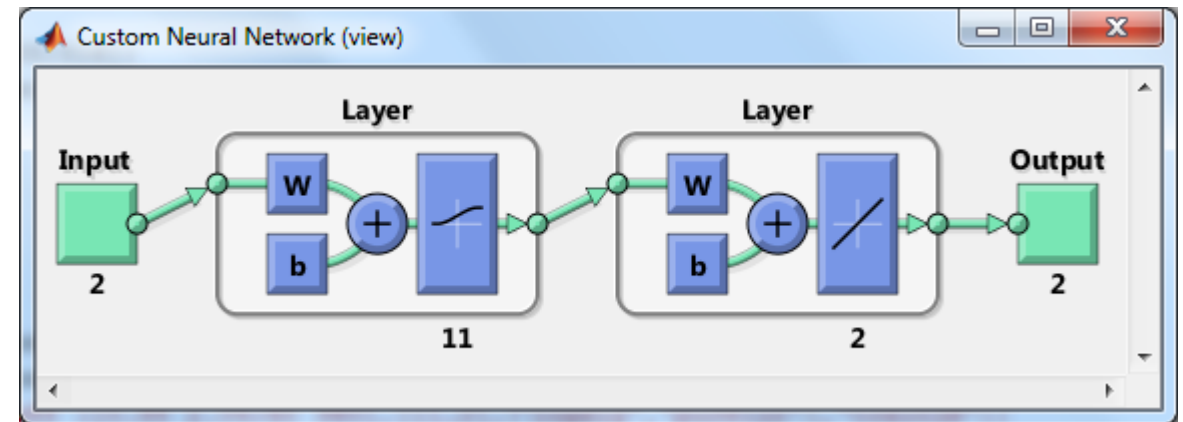 Custom Neural Network (view)
Layer
Layer
Input
Output
W
W
+
+
b
b
2
2
11
2